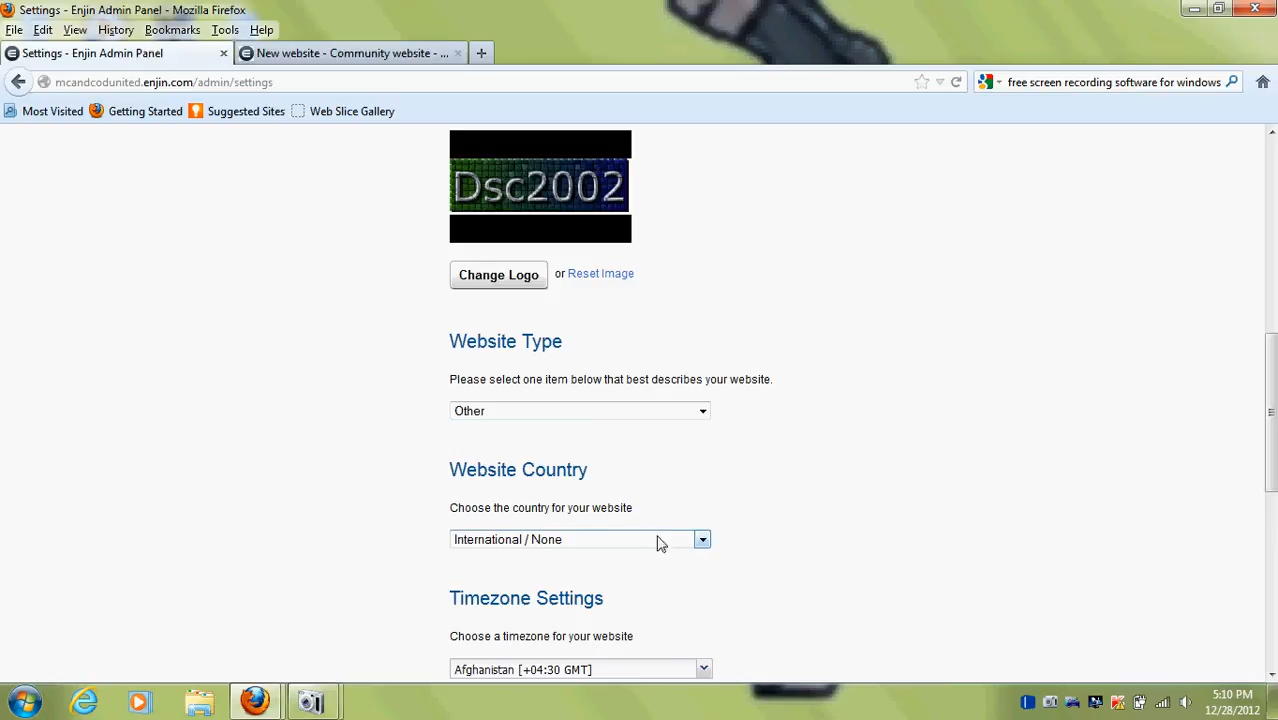 Settings - Enjin Admin Panel - Mozilla Firefox
File Edit View History Bookmarks Tools Help
Settings - Enjin Admin Panel × New website - Community website - ... × +
mcandcodunited.enjin.com/admin/settings
free screen recording software for windows
Most Visited Getting Started Suggested Sites Web Slice Gallery
Dsc2002
Change Logo or Reset Image
Website Type
Please select one item below that best describes your website.
Other
Website Country
Choose the country for your website
International / None
Timezone Settings
Choose a timezone for your website
Afghanistan [+04:30 GMT]
5:10 PM
12/28/2012